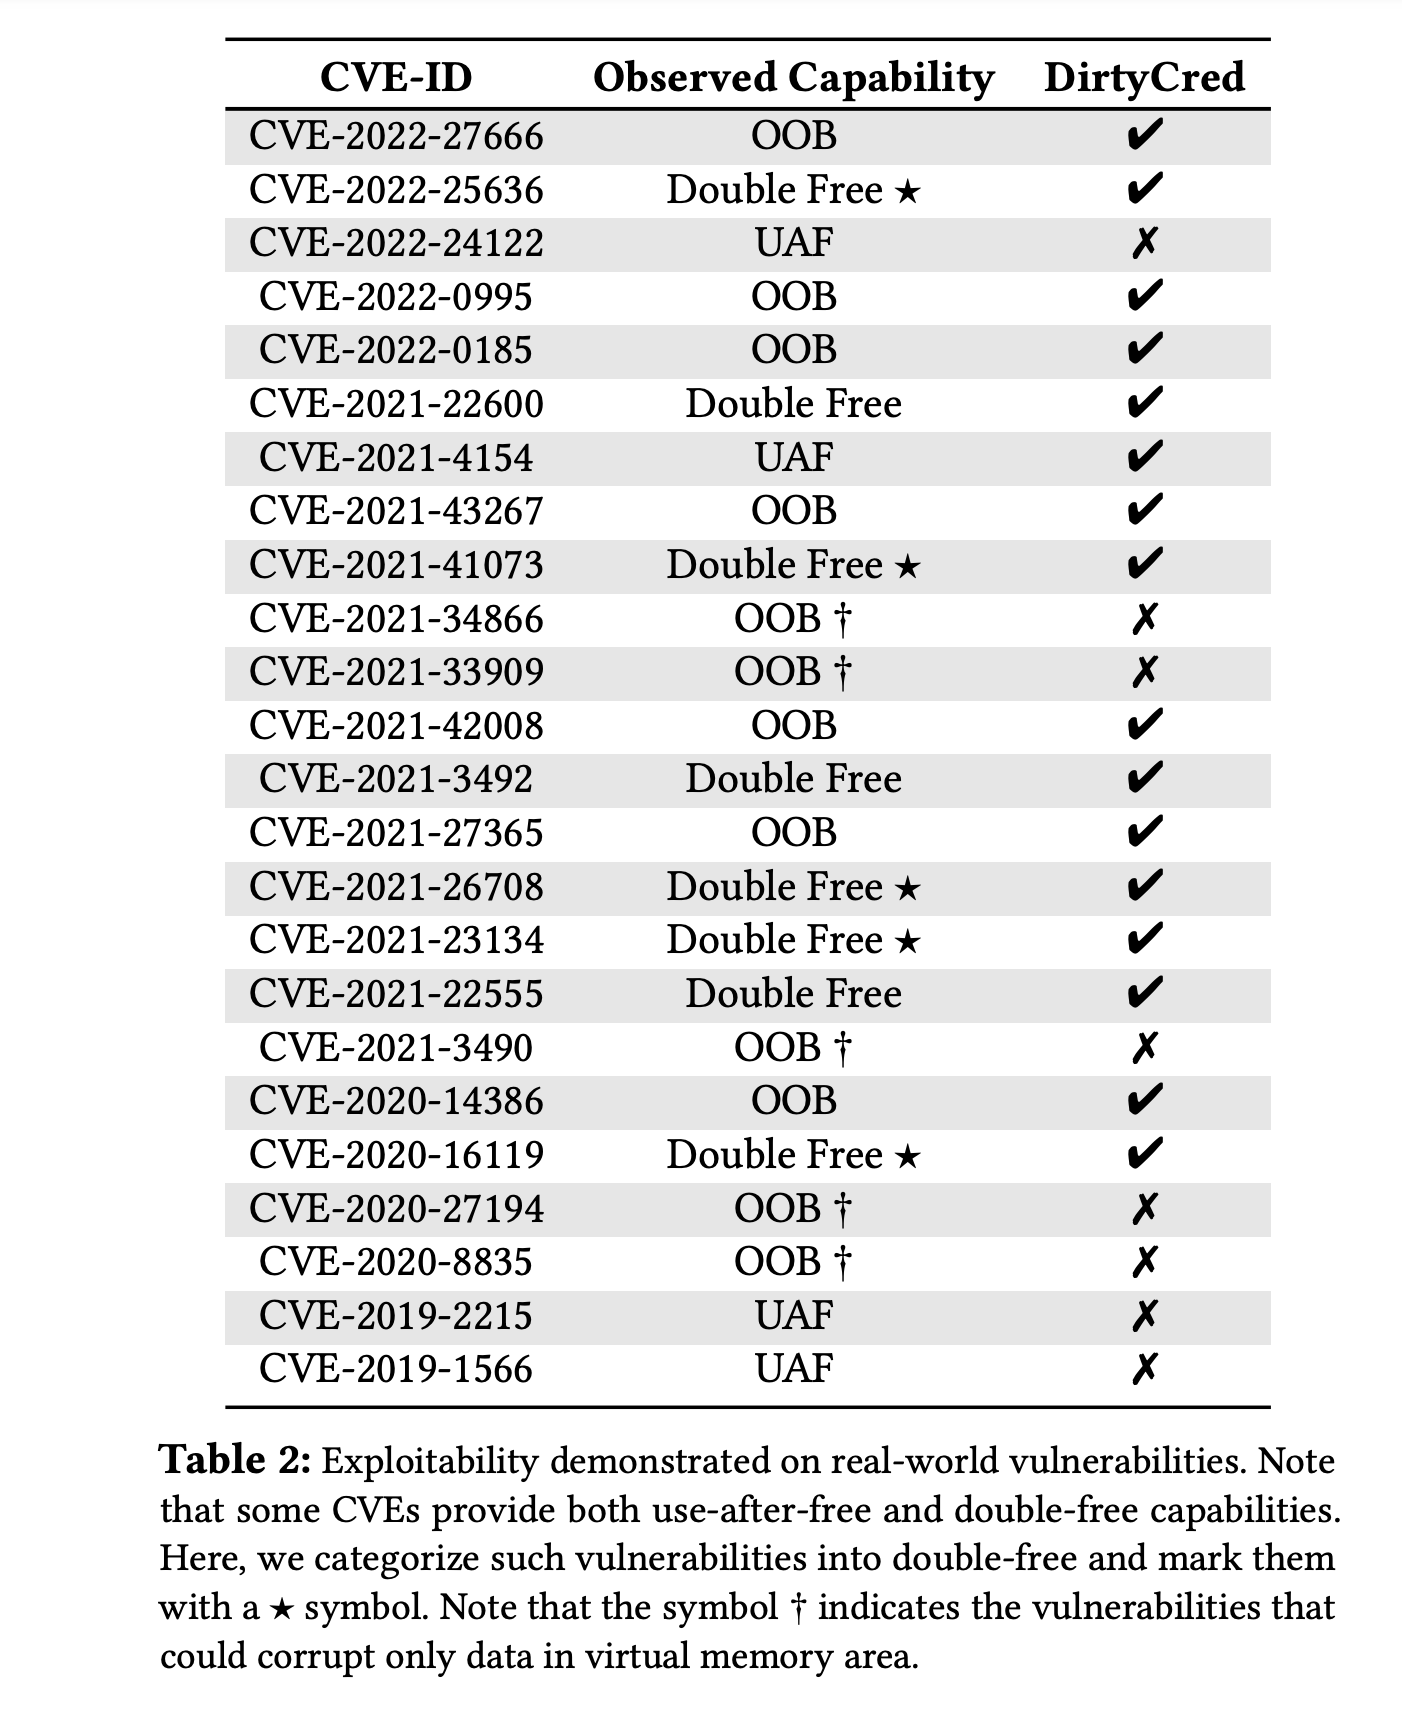 CVE-ID Observed Capability DirtyCred
CVE-2022-27666 OOB ✔
CVE-2022-25636 Double Free ★ ✔
CVE-2022-24122 UAF ✗
CVE-2022-0995 OOB ✔
CVE-2022-0185 OOB ✔
CVE-2021-22600 Double Free ✔
CVE-2021-4154 UAF ✔
CVE-2021-43267 OOB ✔
CVE-2021-41073 Double Free ★ ✔
CVE-2021-34866 OOB † ✗
CVE-2021-33909 OOB † ✗
CVE-2021-42008 OOB ✔
CVE-2021-3492 Double Free ✔
CVE-2021-27365 OOB ✔
CVE-2021-26708 Double Free ★ ✔
CVE-2021-23134 Double Free ★ ✔
CVE-2021-22555 Double Free ✔
CVE-2021-3490 OOB † ✗
CVE-2020-14386 OOB ✔
CVE-2020-16119 Double Free ★ ✔
CVE-2020-27194 OOB † ✗
CVE-2020-8835 OOB † ✗
CVE-2019-2215 UAF ✗
CVE-2019-1566 UAF ✗
Table 2: Exploitability demonstrated on real-world vulnerabilities. Note
that some CVEs provide both use-after-free and double-free capabilities.
Here, we categorize such vulnerabilities into double-free and mark them
with a ★ symbol. Note that the symbol † indicates the vulnerabilities that
could corrupt only data in virtual memory area.